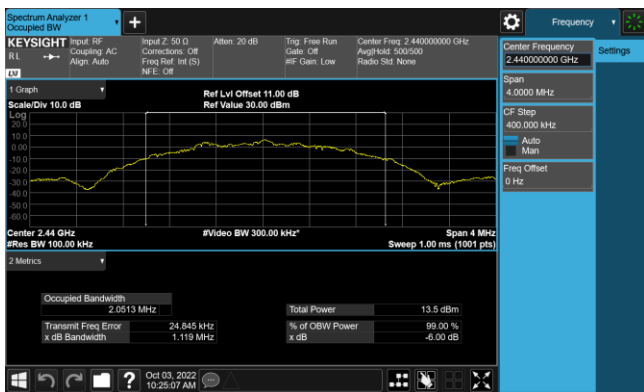 Spectrum Analyzer 1
Occupied BW
Frequency
KEYSIGHT
Input: RF
Coupling: AC
Align: Auto
Input Z: 50 Ω
Corrections: Off
Freq Ref: Int (S)
NFE: Off
Atten: 20 dB
Trig: Free Run
Gate: Off
#IF Gain: Low
Center Freq: 2.440000000 GHz
Avg|Hold: 500/500
Radio Std: None
R L
LXI
1 Graph
Scale/Div 10.0 dB
Ref Lvl Offset 11.00 dB
Ref Value 30.00 dBm
Log
20.0
10.0
0.00
-10.0
-20.0
-30.0
-40.0
-50.0
-60.0
Center 2.44 GHz
#Res BW 100.00 kHz
#Video BW 300.00 kHz*
Span 4 MHz
Sweep 1.00 ms (1001 pts)
2 Metrics
Occupied Bandwidth
2.0513 MHz
Transmit Freq Error 24.845 kHz
x dB Bandwidth 1.119 MHz
Total Power 13.5 dBm
% of OBW Power 99.00 %
x dB -6.00 dB
Oct 03, 2022
10:25:07 AM
?
Center Frequency
2.440000000 GHz
Span
4.0000 MHz
CF Step
400.000 kHz
Auto
Man
Freq Offset
0 Hz
Settings